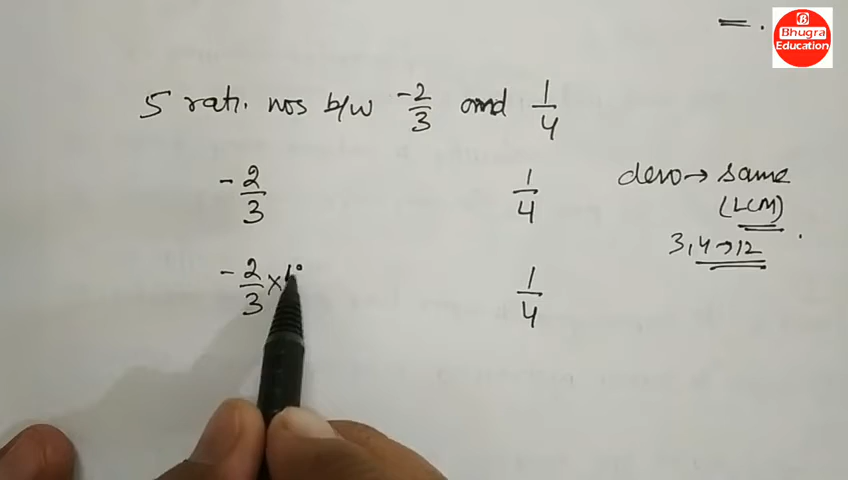 =.
B
Bhugra
Education
5 rati. nos b/w -2/3 and 1/4
-2/3 1/4 deno→ same
(LCM)
3,4→12
-2/3 × 1/4